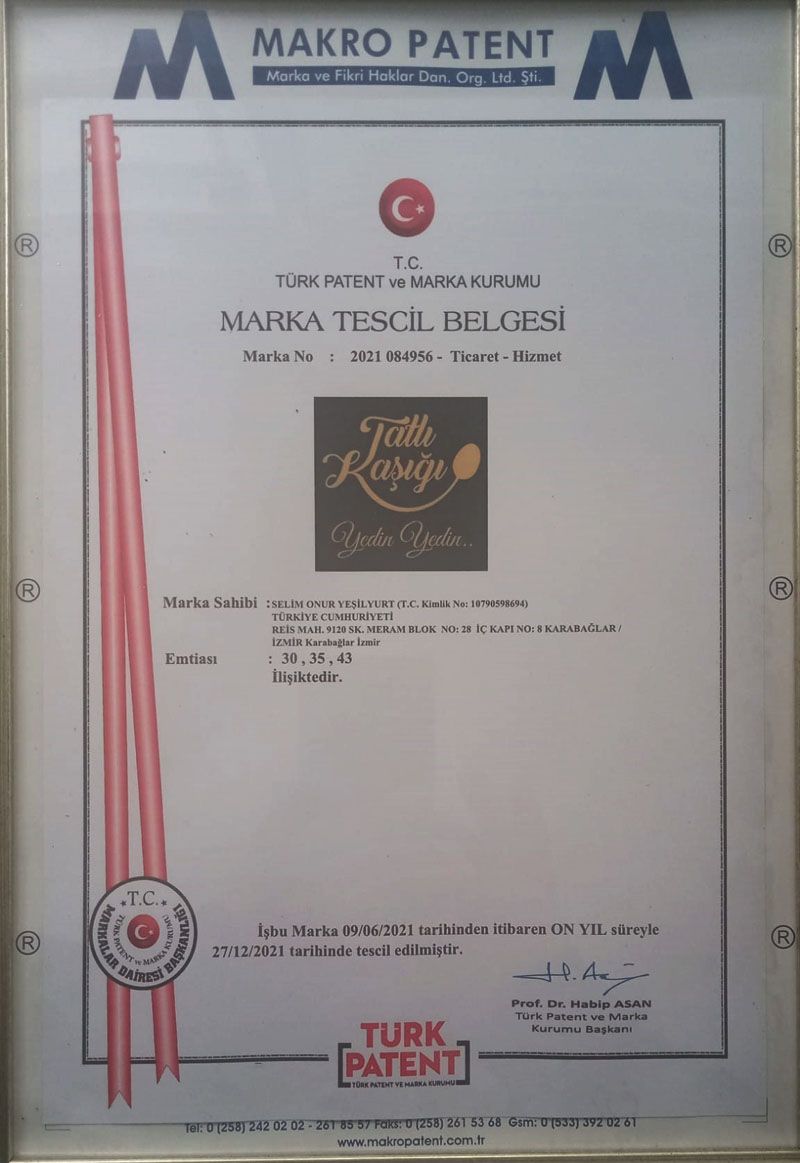 MAKRO PATENT
Marka ve Fikri Haklar Dan. Org. Ltd. Şti.
T.C.
TÜRK PATENT ve MARKA KURUMU
MARKA TESCİL BELGESİ
Marka No : 2021 084956 - Ticaret - Hizmet
Tatlı
Kaşığı
Yedin Yedin..
Marka Sahibi : SELİM ONUR YEŞİLYURT (T.C. Kimlik No: 10790598694)
TÜRKİYE CUMHURİYETİ
REİS MAH. 9120 SK. MERAM BLOK NO: 28 İÇ KAPI NO: 8 KARABAĞLAR /
İZMİR Karabağlar İzmir
Emtiası : 30 , 35 , 43
İlişiktedir.
T.C.
TÜRK PATENT ve MARKA KURUMU
MARKALAR DAİRESİ BAŞKANLIĞI
İşbu Marka 09/06/2021 tarihinden itibaren ON YIL süreyle
27/12/2021 tarihinde tescil edilmiştir.
Prof. Dr. Habip ASAN
Türk Patent ve Marka
Kurumu Başkanı
TÜRK
PATENT
TÜRK PATENT VE MARKA KURUMU
Tel: 0 (258) 242 02 02 - 261 85 57 Faks: 0 (258) 261 53 68 Gsm: 0 (533) 392 02 61
www.makropatent.com.tr
®
®
®
®
®
®